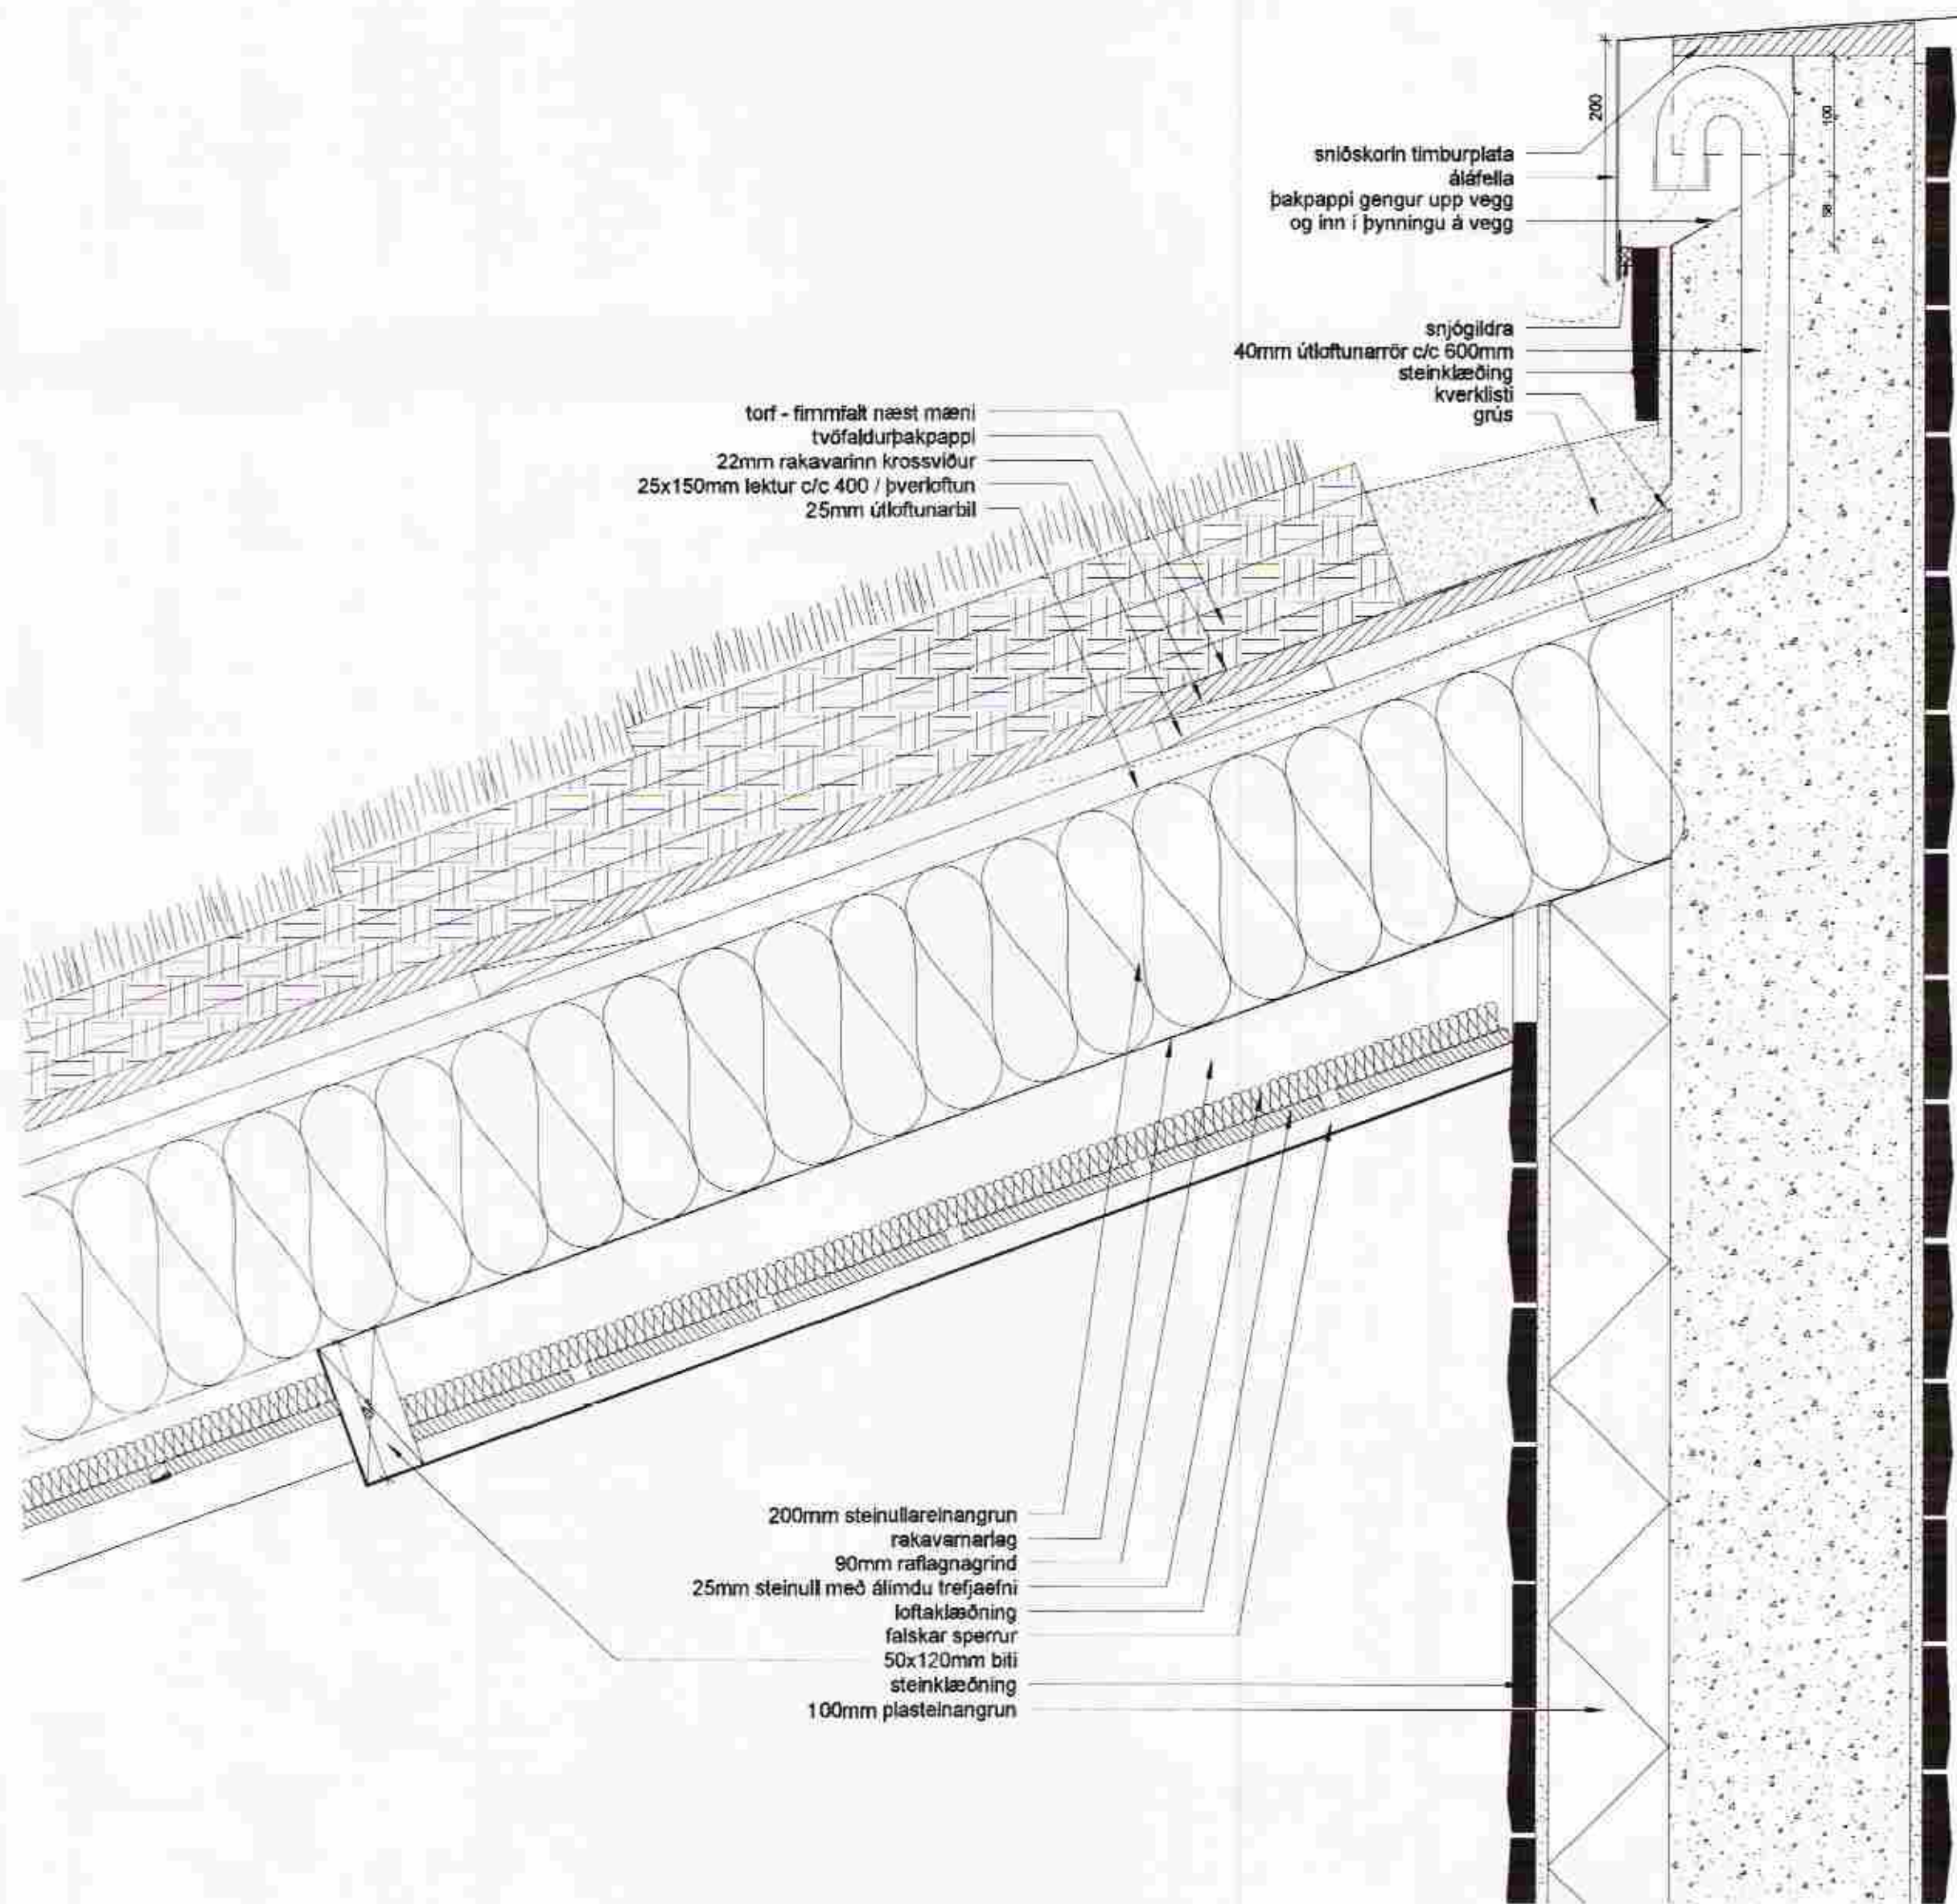 200
100
sniðskorin timburplata
áláfella
þakpappi gengur upp vegg
og inn í þynningu á vegg
snjógildra
40mm útloftunarrör c/c 600mm
steinklæðing
kverklisti
grús
torf - fimmfalt næst mæni
tvöfaldurþakpappi
22mm rakavarinn krossviður
25x150mm lektur c/c 400 / þverloftun
25mm útloftunarbil
200mm steinullareinangrun
rakavarnarlag
90mm raflagnagrind
25mm steinull með álímdu trefjaefni
loftaklæðning
falskar sperrur
50x120mm biti
steinklæðning
100mm plasteinangrun